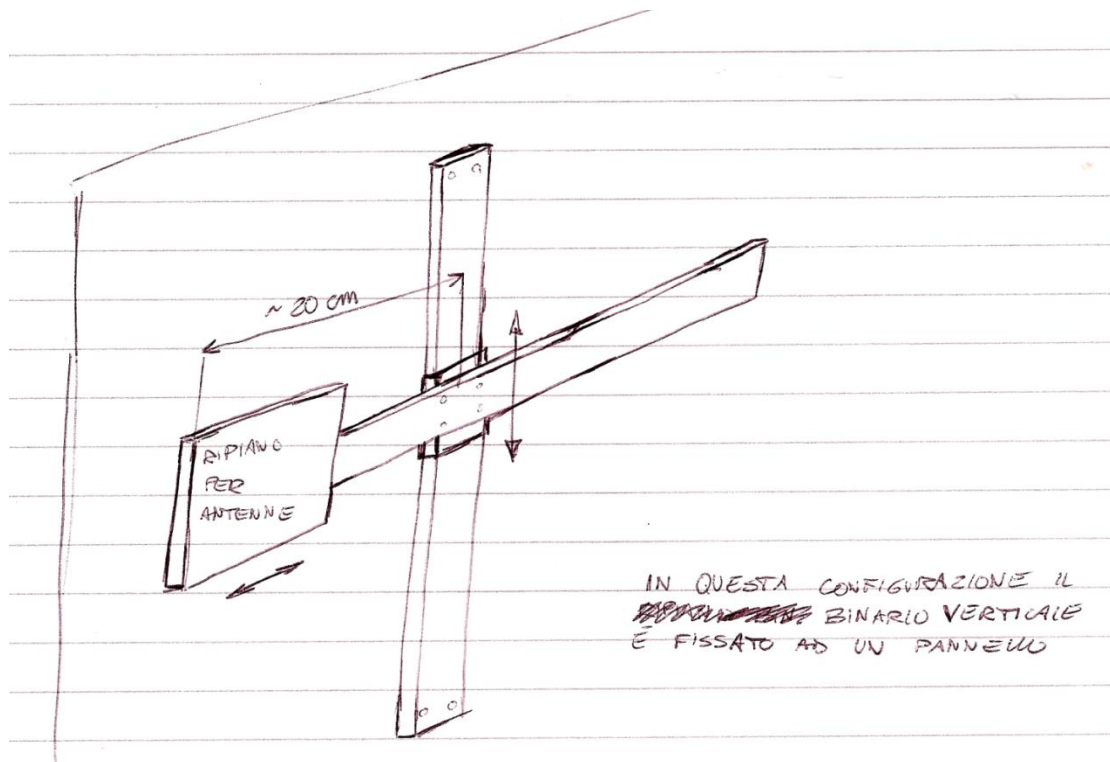 ~ 20 cm
RIPIANO
PER
ANTENNE
IN QUESTA CONFIGURAZIONE IL
BINARIO VERTICALE
È FISSATO AD UN PANNELLO